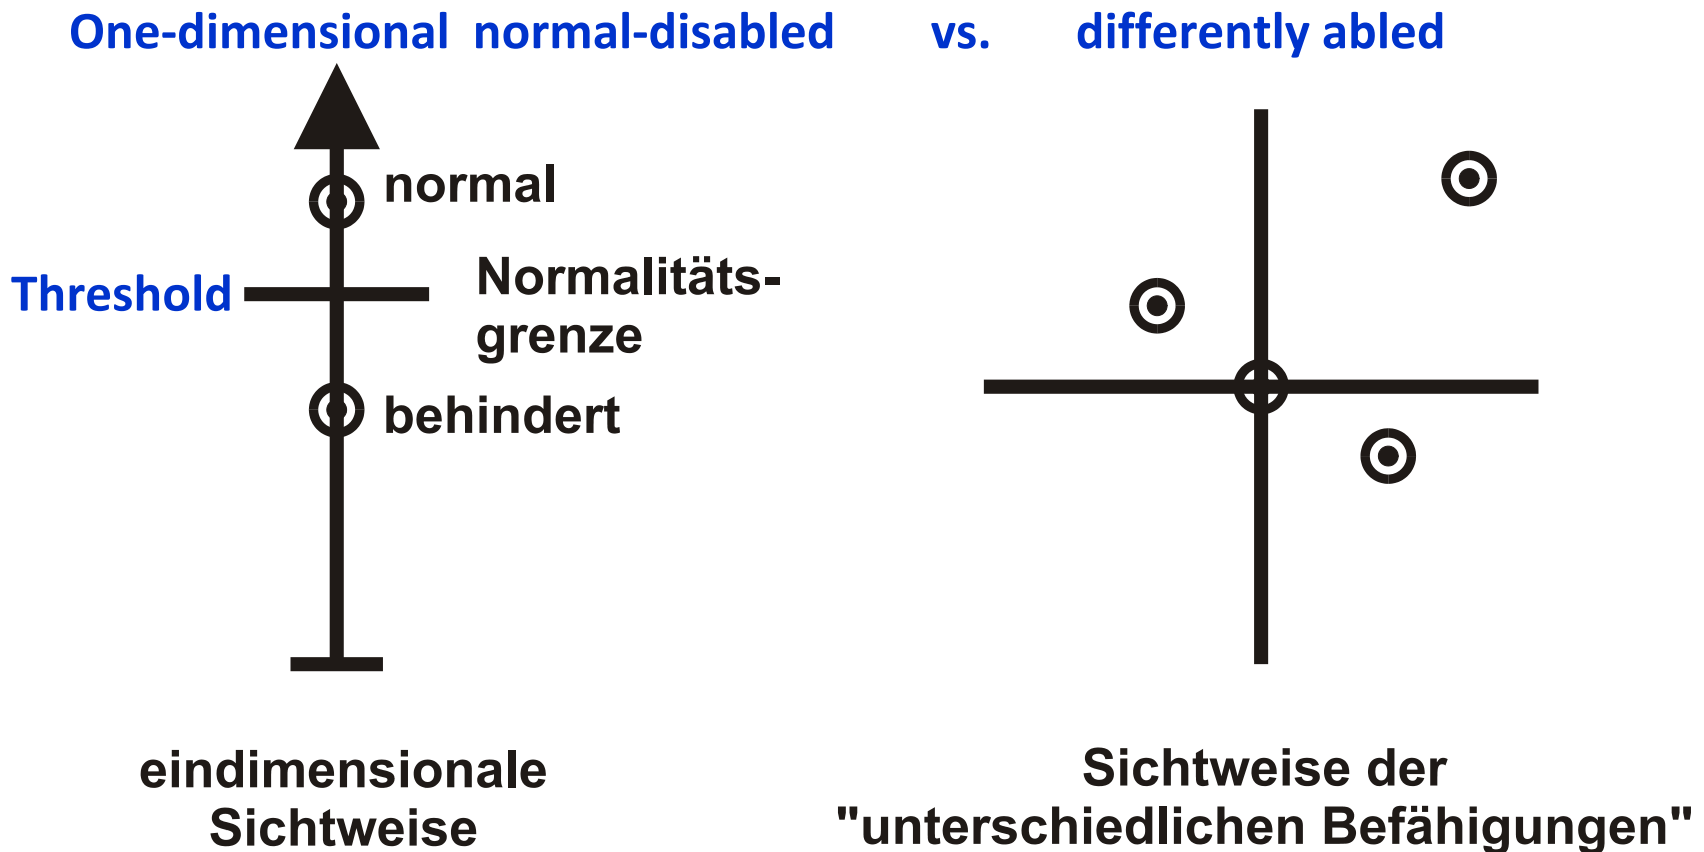 One-dimensional normal-disabled vs. differently abled
normal
Threshold
Normalitäts-
grenze
behindert
eindimensionale
Sichtweise
Sichtweise der
"unterschiedlichen Befähigungen"